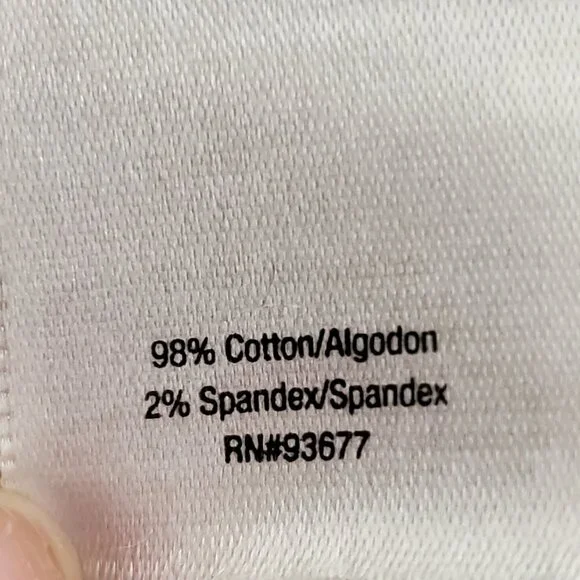 98% Cotton/Algodon
2% Spandex/Spandex
RN#93677